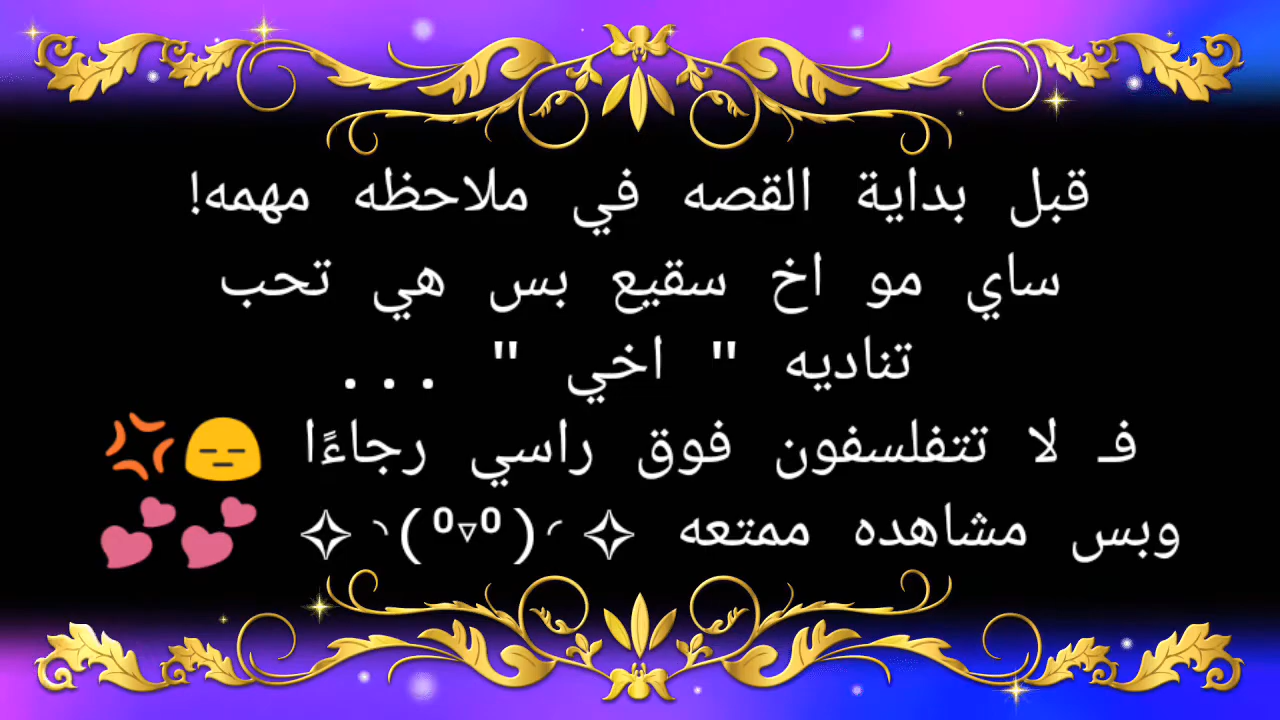 قبل بداية القصه في ملاحظه مهمه!
ساي مو اخ سقيع بس هي تحب
تناديه " اخي " ...
فـ لا تتفلسفون فوق راسي رجاءًا 😑💢
وبس مشاهده ممتعه ✧◝(⁰▿⁰)◜✧ 💕💕